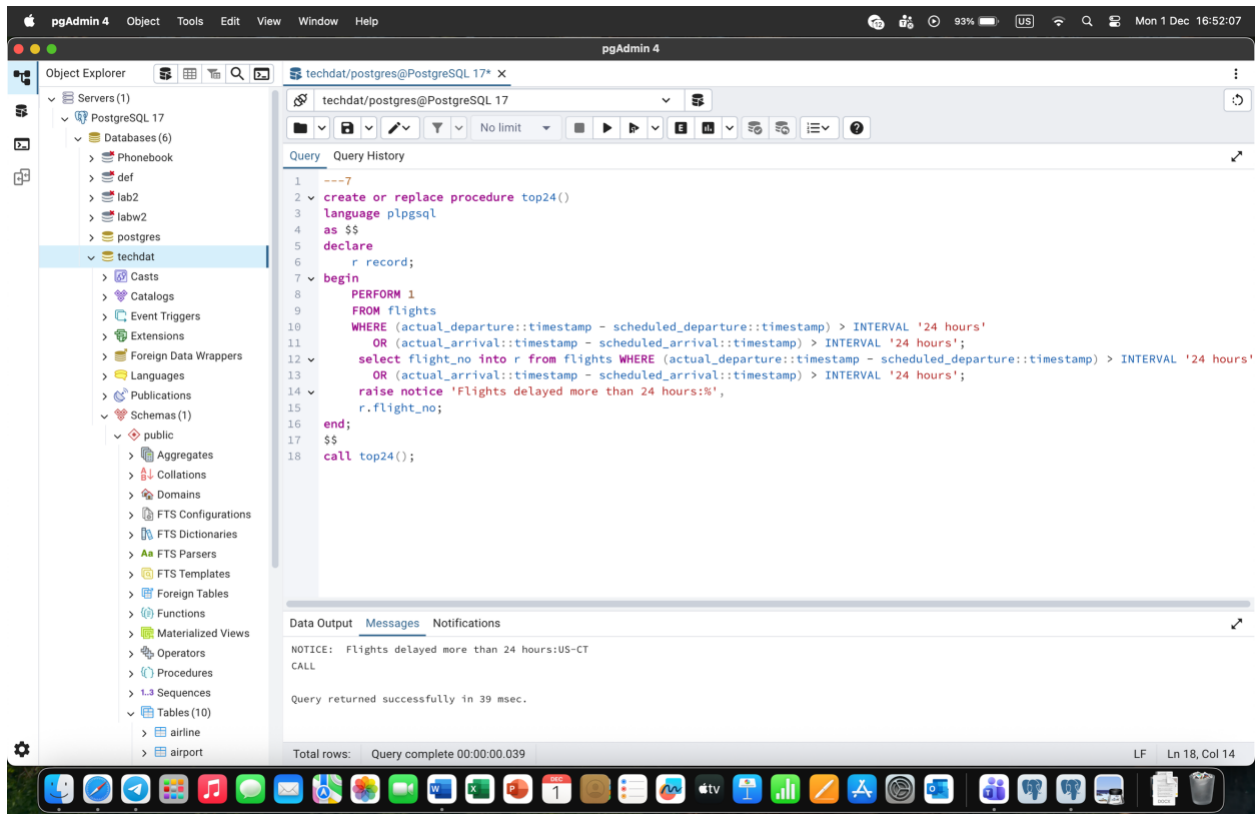 pgAdmin 4 Object Tools Edit View Window Help 93% US Mon 1 Dec 16:52:07
pgAdmin 4
Object Explorer
techdat/postgres@PostgreSQL 17*
Servers (1)
techdat/postgres@PostgreSQL 17
PostgreSQL 17
Databases (6)
No limit
E
Phonebook
Query Query History
def
lab2
labw2
postgres
techdat
Casts
Catalogs
Event Triggers
Extensions
Foreign Data Wrappers
Languages
Publications
Schemas (1)
public
Aggregates
Collations
Domains
FTS Configurations
FTS Dictionaries
Aa FTS Parsers
FTS Templates
Foreign Tables
Functions
Materialized Views
Operators
Procedures
1..3 Sequences
Tables (10)
airline
airport
1 ---7
2 create or replace procedure top24()
3 language plpgsql
4 as $$
5 declare
6 r record;
7 begin
8 PERFORM 1
9 FROM flights
10 WHERE (actual_departure::timestamp - scheduled_departure::timestamp) > INTERVAL '24 hours'
11 OR (actual_arrival::timestamp - scheduled_arrival::timestamp) > INTERVAL '24 hours';
12 select flight_no into r from flights WHERE (actual_departure::timestamp - scheduled_departure::timestamp) > INTERVAL '24 hours'
13 OR (actual_arrival::timestamp - scheduled_arrival::timestamp) > INTERVAL '24 hours';
14 raise notice 'Flights delayed more than 24 hours:%',
15 r.flight_no;
16 end;
17 $$
18 call top24();
Data Output Messages Notifications
NOTICE: Flights delayed more than 24 hours:US-CT
CALL
Query returned successfully in 39 msec.
Total rows: Query complete 00:00:00.039 LF Ln 18, Col 14
DEC
1
tv